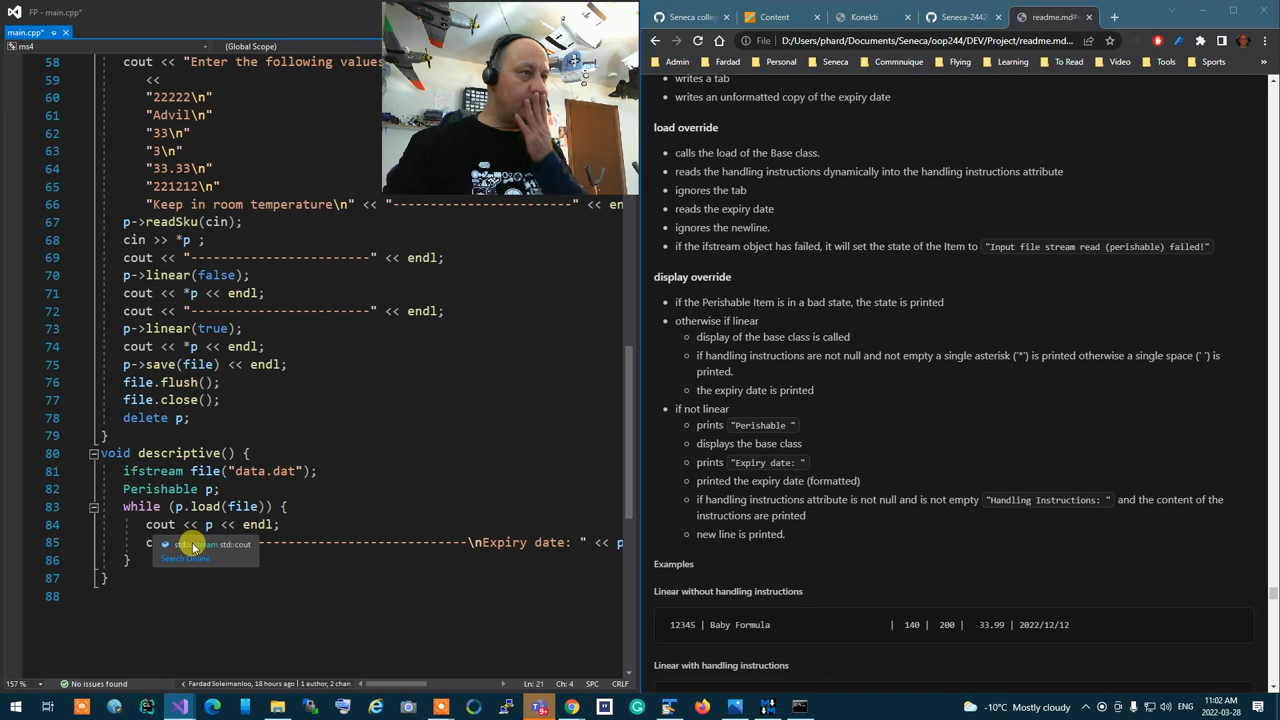 FP - main.cpp*
main.cpp*
ms4
(Global Scope)
58 cout << "Enter the following values
59 <<
60 "22222\n"
61 "Advil\n"
62 "33\n"
63 "3\n"
64 "33.33\n"
65 "221212\n"
66 "Keep in room temperature\n" << "------------------------" << en
67 p->readSku(cin);
68 cin >> *p ;
69 cout << "------------------------" << endl;
70 p->linear(false);
71 cout << *p << endl;
72 cout << "------------------------" << endl;
73 p->linear(true);
74 cout << *p << endl;
75 p->save(file) << endl;
76 file.flush();
77 file.close();
78 delete p;
79 }
80 void descriptive() {
81 ifstream file("data.dat");
82 Perishable p;
83 while (p.load(file)) {
84 cout << p << endl;
85 c ----------------------------\nExpiry date: " << p
std::cout
Search Online
86 }
87 }
88
157 %
No issues found
Fardad Soleimanloo, 18 hours ago | 1 author, 2 chan
Ln: 21
Ch: 4
SPC
CRLF
Seneca colleg
Content
Konekti
Seneca-2442
readme.md#
File
D:/Users/phard/Documents/Seneca/oop244/DEV/Project/readme.md...
Admin
Fardad
Personal
Seneca
Commnuique
Flying
Learning
To Read
Video
Tools
Sports
writes a tab
writes an unformatted copy of the expiry date
load override
calls the load of the Base class.
reads the handling instructions dynamically into the handling instructions attribute
ignores the tab
reads the expiry date
ignores the newline.
if the ifstream object has failed, it will set the state of the Item to "Input file stream read (perishable) failed!"
display override
if the Perishable Item is in a bad state, the state is printed
otherwise if linear
display of the base class is called
if handling instructions are not null and not empty a single asterisk ('*') is printed otherwise a single space (' ') is
printed.
the expiry date is printed
if not linear
prints "Perishable "
displays the base class
prints "Expiry date: "
printed the expiry date (formatted)
if handling instructions attribute is not null and is not empty "Handling Instructions: " and the content of the
instructions are printed
new line is printed.
Examples
Linear without handling instructions
12345 | Baby Formula | 140 | 200 | 33.99 | 2022/12/12
Linear with handling instructions
-10°C Mostly cloudy
11:02 AM
2022-03-28